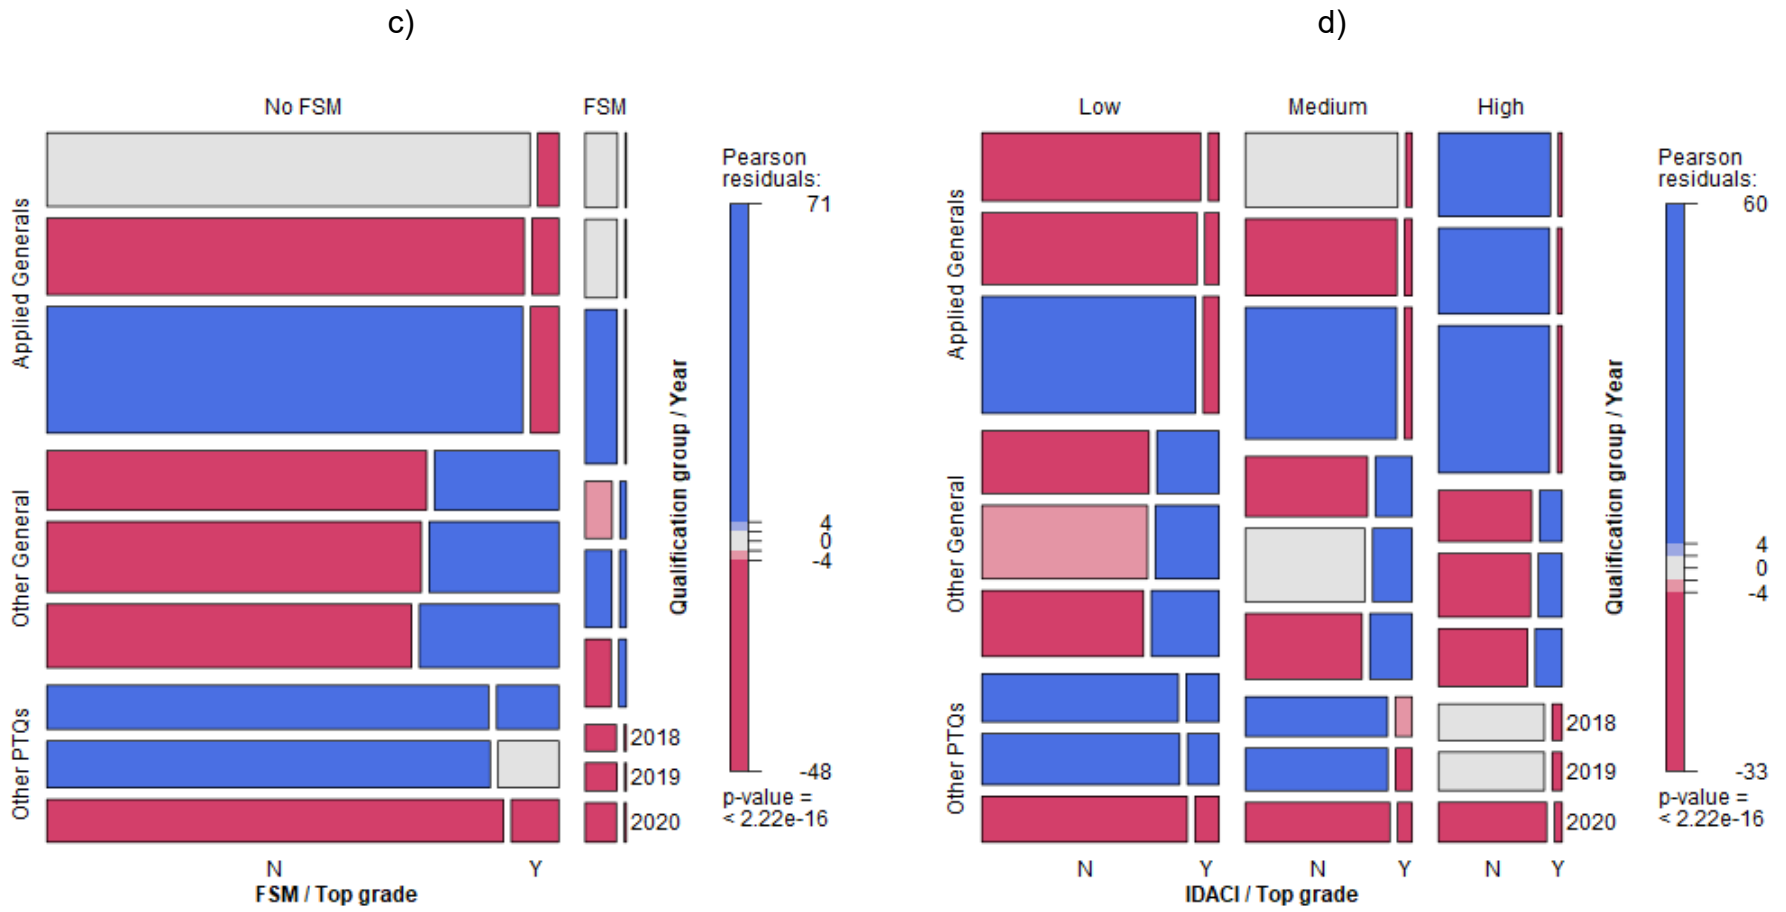 c)
No FSM
FSM
Applied Generals
Other General
Other PTQs
2018
2019
2020
N
Y
FSM / Top grade
Qualification group / Year
Pearson
residuals:
71
4
0
-4
-48
p-value =
< 2.22e-16
d)
Low
Medium
High
Applied Generals
Other General
Other PTQs
2018
2019
2020
N
Y
N
Y
N
Y
IDACI / Top grade
Qualification group / Year
Pearson
residuals:
60
4
0
-4
-33
p-value =
< 2.22e-16